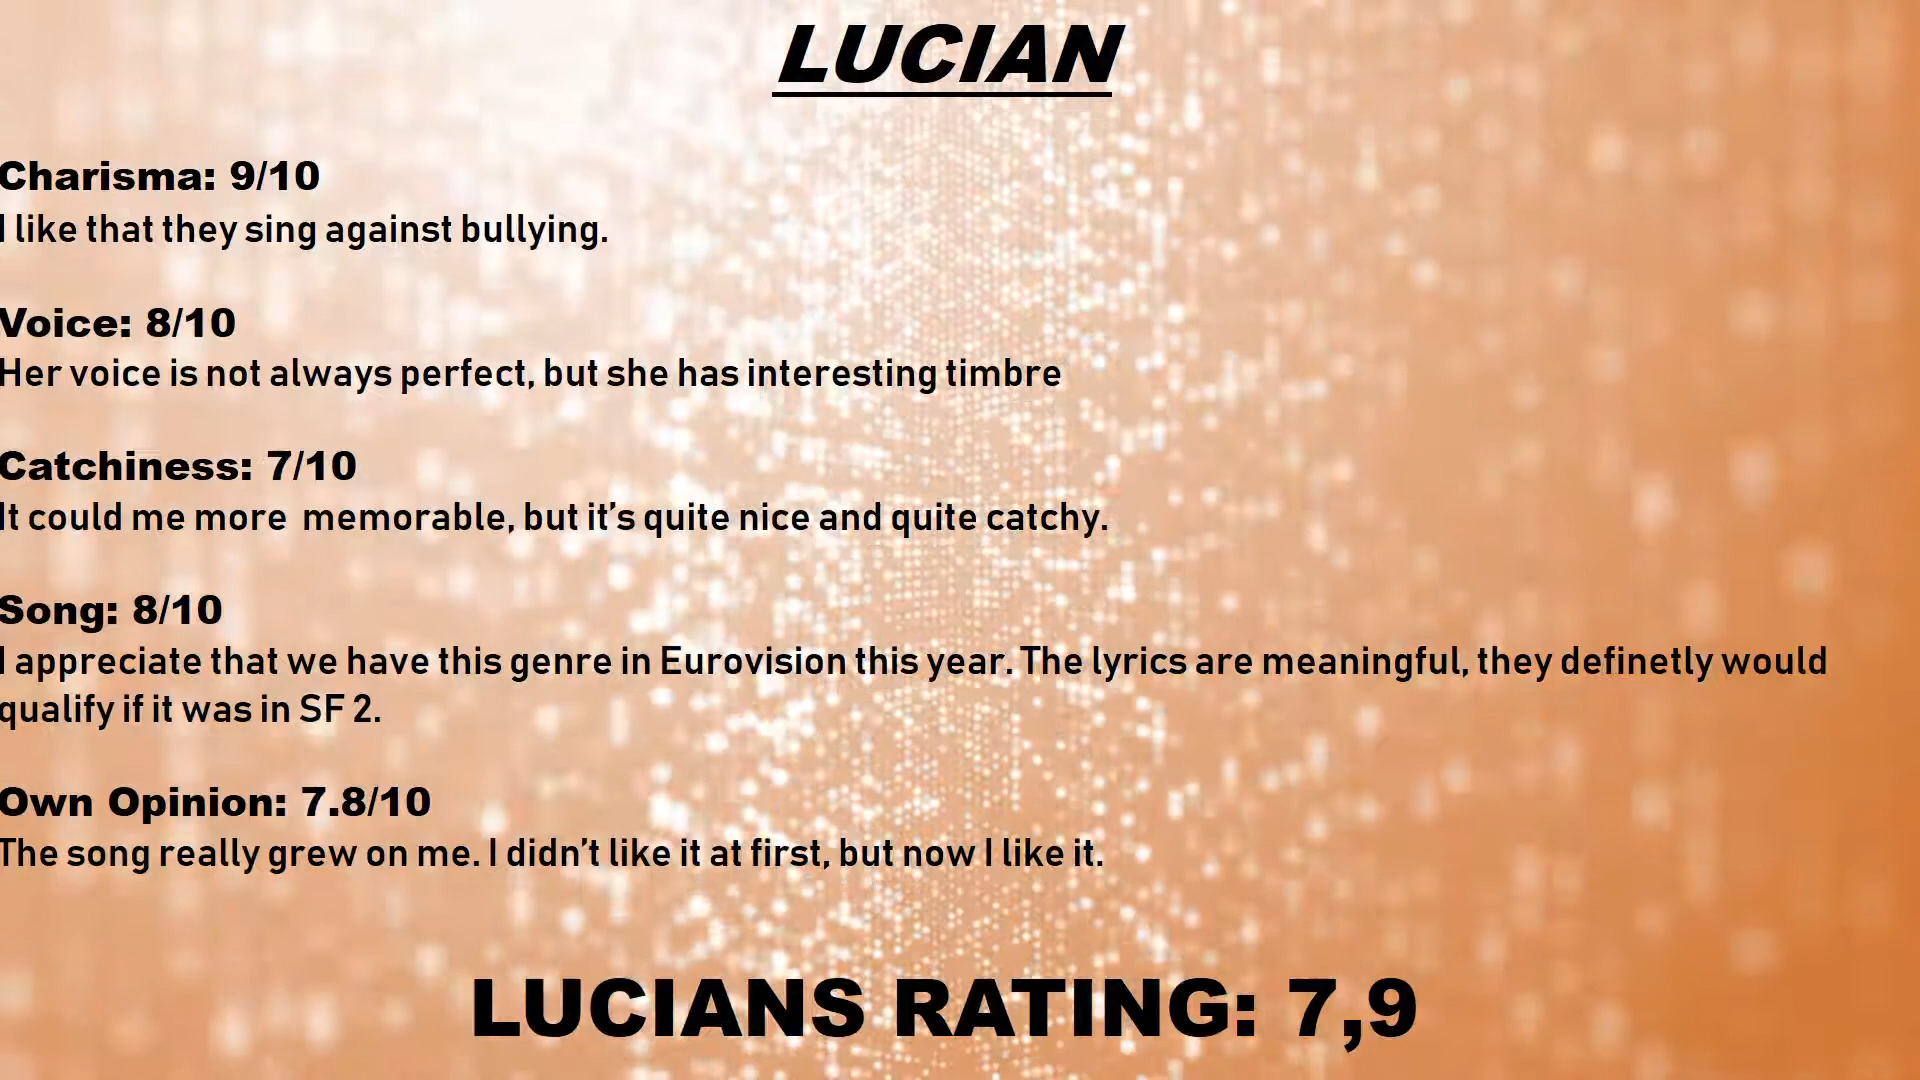 LUCIAN
Charisma: 9/10
I like that they sing against bullying.
Voice: 8/10
Her voice is not always perfect, but she has interesting timbre
Catchiness: 7/10
It could me more  memorable, but it’s quite nice and quite catchy.
Song: 8/10
I appreciate that we have this genre in Eurovision this year. The lyrics are meaningful, they definetly would
qualify if it was in SF 2.
Own Opinion: 7.8/10
The song really grew on me. I didn’t like it at first, but now I like it.
LUCIANS RATING: 7,9